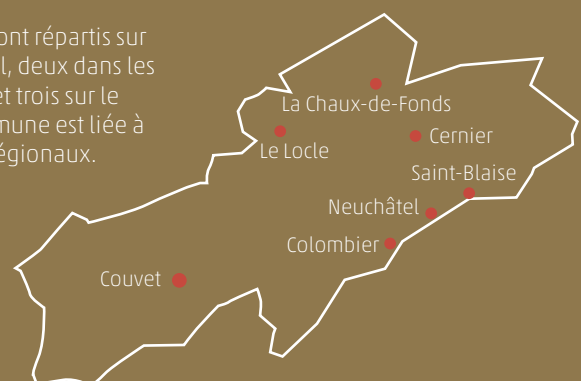 ont répartis sur
l, deux dans les
et trois sur le
mune est liée à
égionaux.
La Chaux-de-Fonds
Le Locle
Cernier
Saint-Blaise
Neuchâtel
Colombier
Couvet